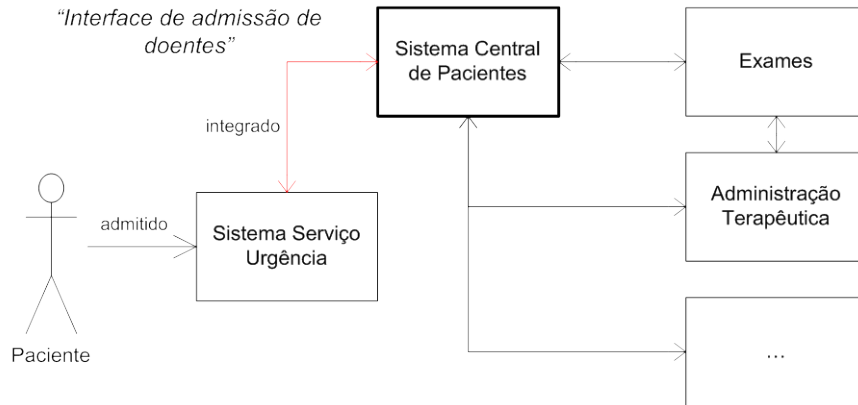 “Interface de admissão de
doentes”
Sistema Central
de Pacientes
Exames
integrado
Administração
Terapêutica
admitido
Sistema Serviço
Urgência
Paciente
...